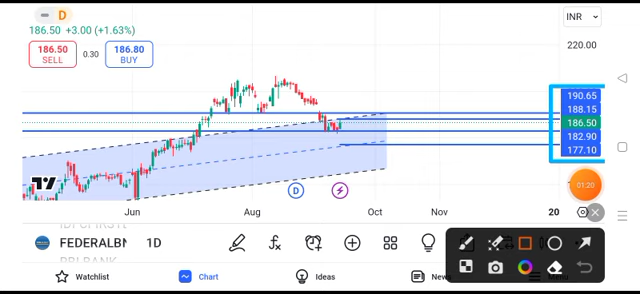 D
INR
186.50 +3.00 (+1.63%)
220.00
186.50
SELL
0.30
186.80
BUY
190.65
188.15
186.50
182.90
177.10
D
01:20
Jun
Aug
Oct
Nov
20
FEDERALBN
1D
Watchlist
Chart
Ideas
News